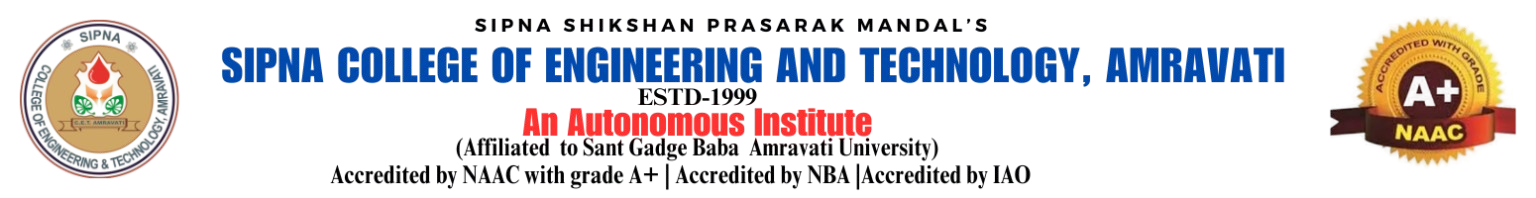 SIPNA SHIKSHAN PRASARAK MANDAL'S
SIPNA COLLEGE OF ENGINEERING AND TECHNOLOGY, AMRAVATI
ESTD-1999
An Autonomous Institute
(Affiliated to Sant Gadge Baba Amravati University)
Accredited by NAAC with grade A+ | Accredited by NBA |Accredited by IAO
SIPNA
COLLEGE OF ENGINEERING & TECHNOLOGY, AMRAVATI
S.E.T. AMRAVATI
ACCREDITED WITH GRADE
A+
NAAC